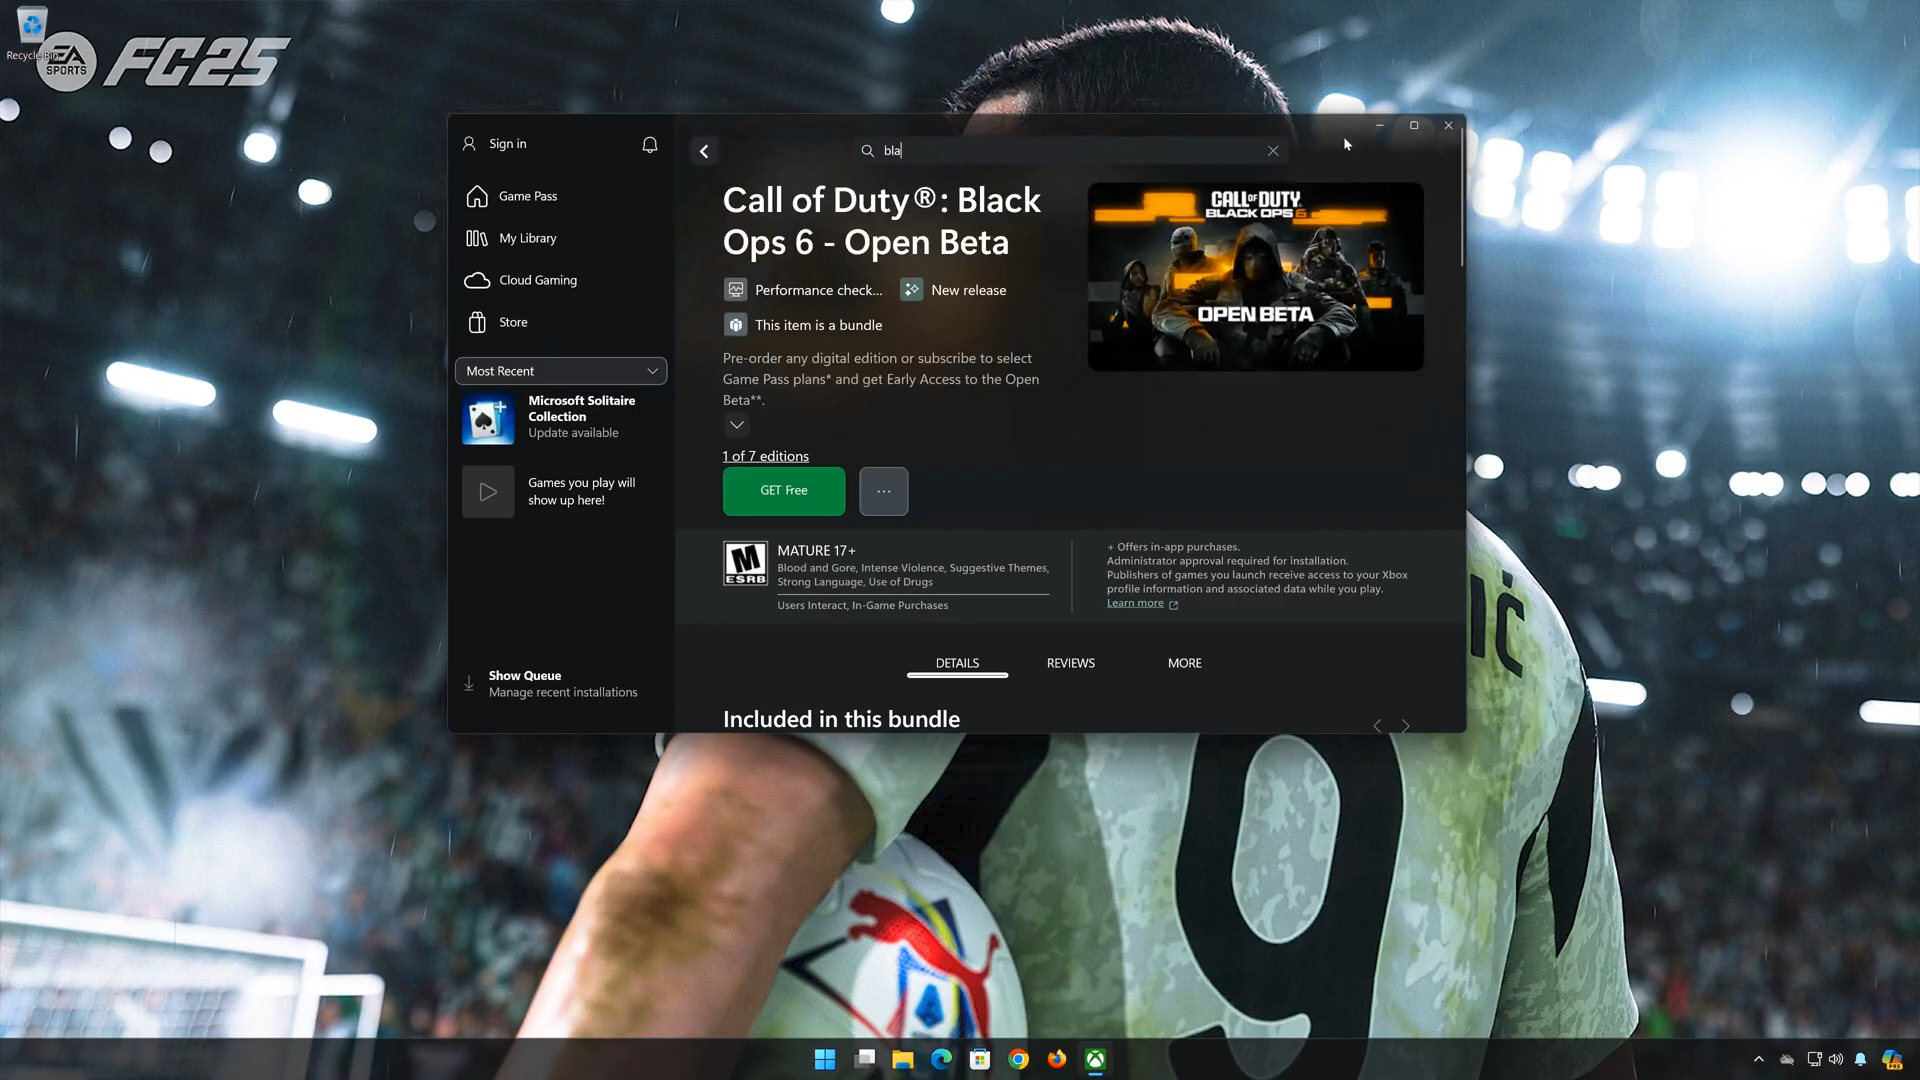 Recycle Bin
EA SPORTS FC25
Sign in
bla
Game Pass
My Library
Cloud Gaming
Store
Most Recent
Microsoft Solitaire
Collection
Update available
Games you play will
show up here!
Show Queue
Manage recent installations
Call of Duty®: Black
Ops 6 - Open Beta
Performance check...
New release
This item is a bundle
Pre-order any digital edition or subscribe to select
Game Pass plans* and get Early Access to the Open
Beta**.
1 of 7 editions
GET Free
...
CALL OF DUTY
BLACK OPS 6
OPEN BETA
M
ESRB
MATURE 17+
Blood and Gore, Intense Violence, Suggestive Themes,
Strong Language, Use of Drugs
Users Interact, In-Game Purchases
+ Offers in-app purchases.
Administrator approval required for installation.
Publishers of games you launch receive access to your Xbox
profile information and associated data while you play.
Learn more
DETAILS
REVIEWS
MORE
Included in this bundle
IĆ
9
PRE